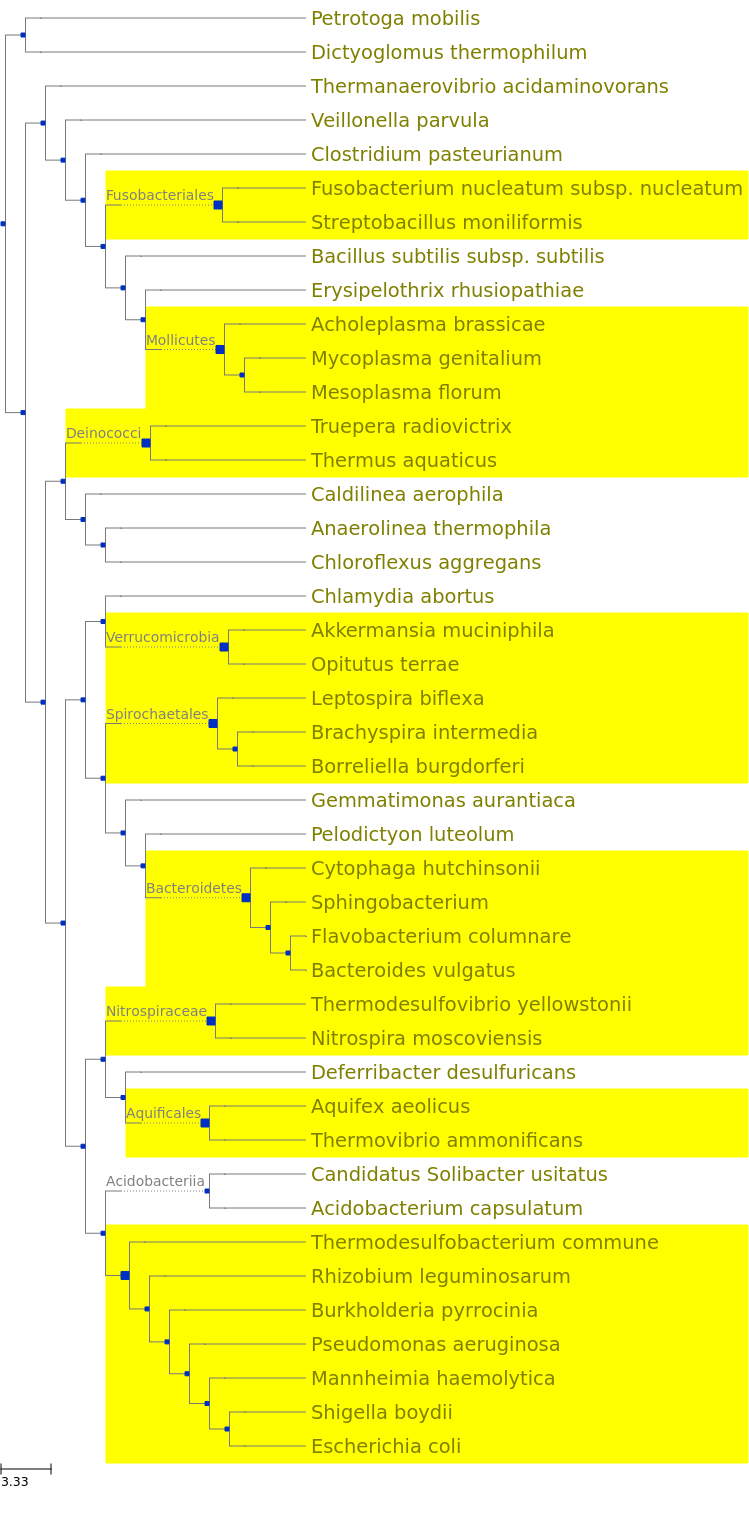 Petrotoga mobilis
Dictyoglomus thermophilum
Thermanaerovibrio acidaminovorans
Veillonella parvula
Clostridium pasteurianum
Fusobacteriales
Fusobacterium nucleatum subsp. nucleatum
Streptobacillus moniliformis
Bacillus subtilis subsp. subtilis
Erysipelothrix rhusiopathiae
Acholeplasma brassicae
Mollicutes
Mycoplasma genitalium
Mesoplasma florum
Truepera radiovictrix
Deinococci
Thermus aquaticus
Caldilinea aerophila
Anaerolinea thermophila
Chloroflexus aggregans
Chlamydia abortus
Akkermansia muciniphila
Verrucomicrobia
Opitutus terrae
Leptospira biflexa
Spirochaetales
Brachyspira intermedia
Borreliella burgdorferi
Gemmatimonas aurantiaca
Pelodictyon luteolum
Cytophaga hutchinsonii
Bacteroidetes
Sphingobacterium
Flavobacterium columnare
Bacteroides vulgatus
Thermodesulfovibrio yellowstonii
Nitrospiraceae
Nitrospira moscoviensis
Deferribacter desulfuricans
Aquifex aeolicus
Aquificales
Thermovibrio ammonificans
Candidatus Solibacter usitatus
Acidobacteriia
Acidobacterium capsulatum
Thermodesulfobacterium commune
Rhizobium leguminosarum
Burkholderia pyrrocinia
Pseudomonas aeruginosa
Mannheimia haemolytica
Shigella boydii
Escherichia coli
3.33